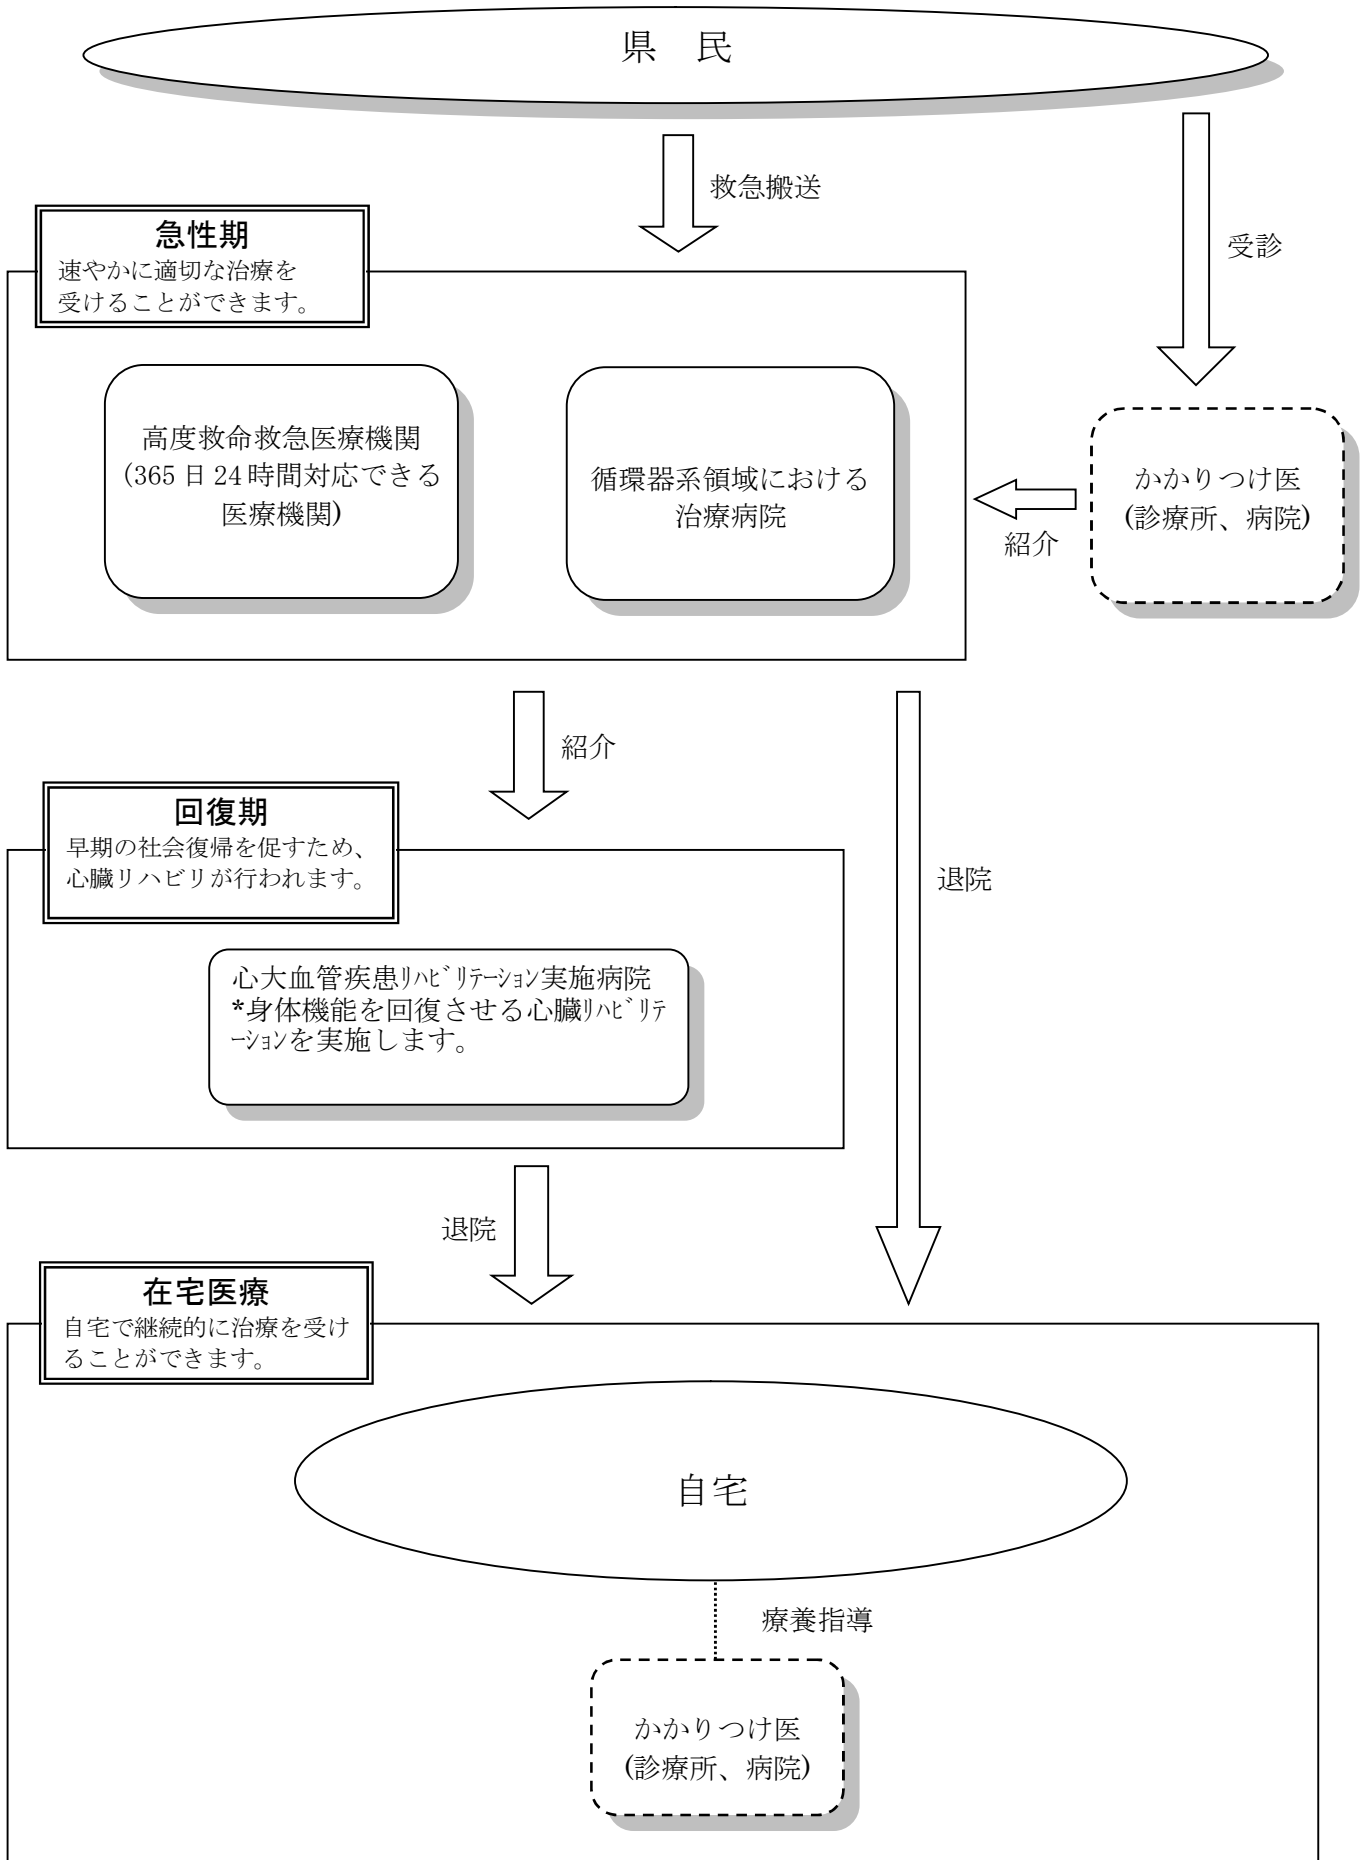 県　民
救急搬送
受診
急性期
速やかに適切な治療を
受けることができます。
高度救命救急医療機関
(365日24時間対応できる
医療機関)
循環器系領域における
治療病院
かかりつけ医
(診療所、病院)
紹介
紹介
回復期
早期の社会復帰を促すため、
心臓リハビリが行われます。
退院
心大血管疾患ﾘﾊﾋﾞﾘﾃｰｼｮﾝ実施病院
*身体機能を回復させる心臓ﾘﾊﾋﾞﾘﾃ
ｰｼｮﾝを実施します。
退院
在宅医療
自宅で継続的に治療を受け
ることができます。
自宅
療養指導
かかりつけ医
(診療所、病院)